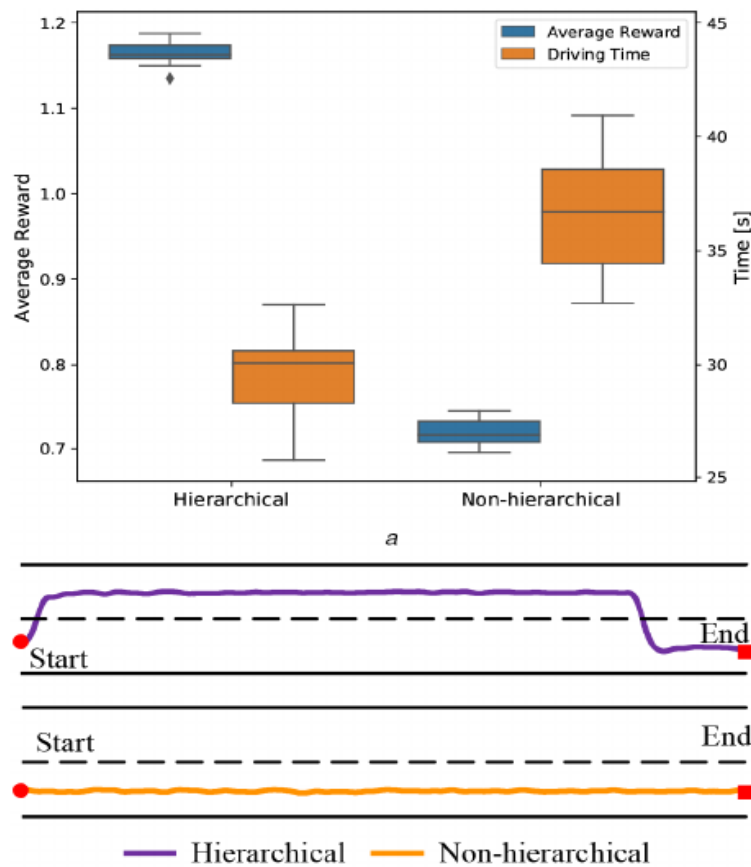 1.2
1.1
1.0
0.9
0.8
0.7
Average Reward
45
40
35
30
25
Time [s]
Average Reward
Driving Time
Hierarchical Non-hierarchical
a
Start End
Start End
Hierarchical Non-hierarchical